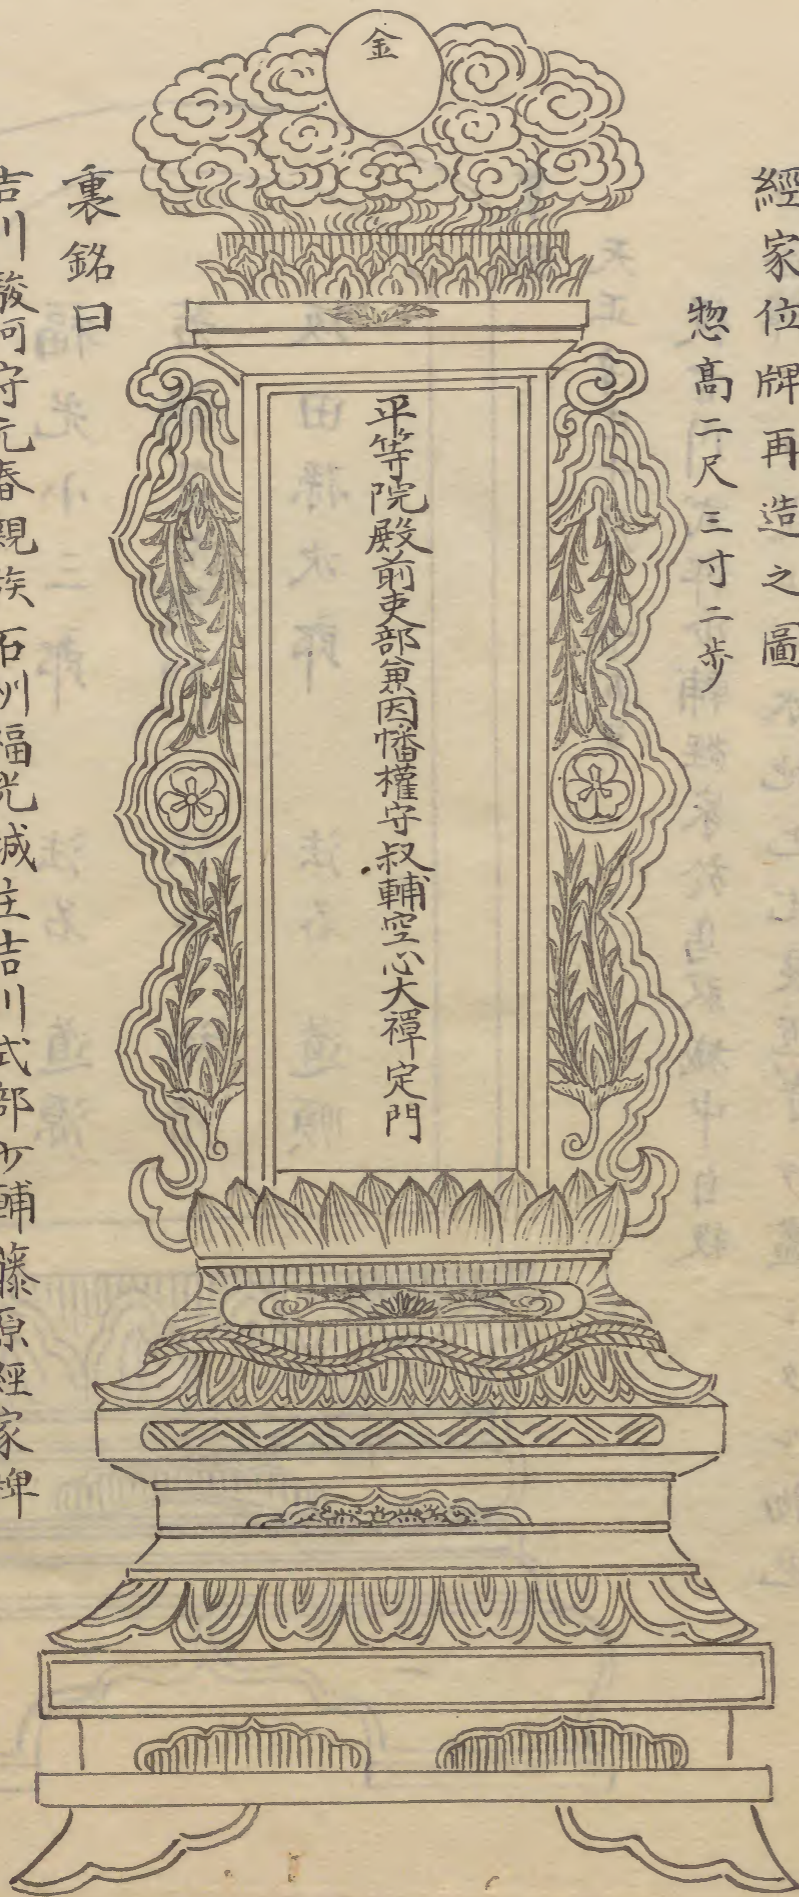 經家位牌再造之圖
惣高二尺三寸二歩
金
平等院殿前吏部兼因幡權守叔輔空心大禪定門
裏銘曰
吉川駿河守元春親族石州福光城主吉川式部少輔藤原經家牌